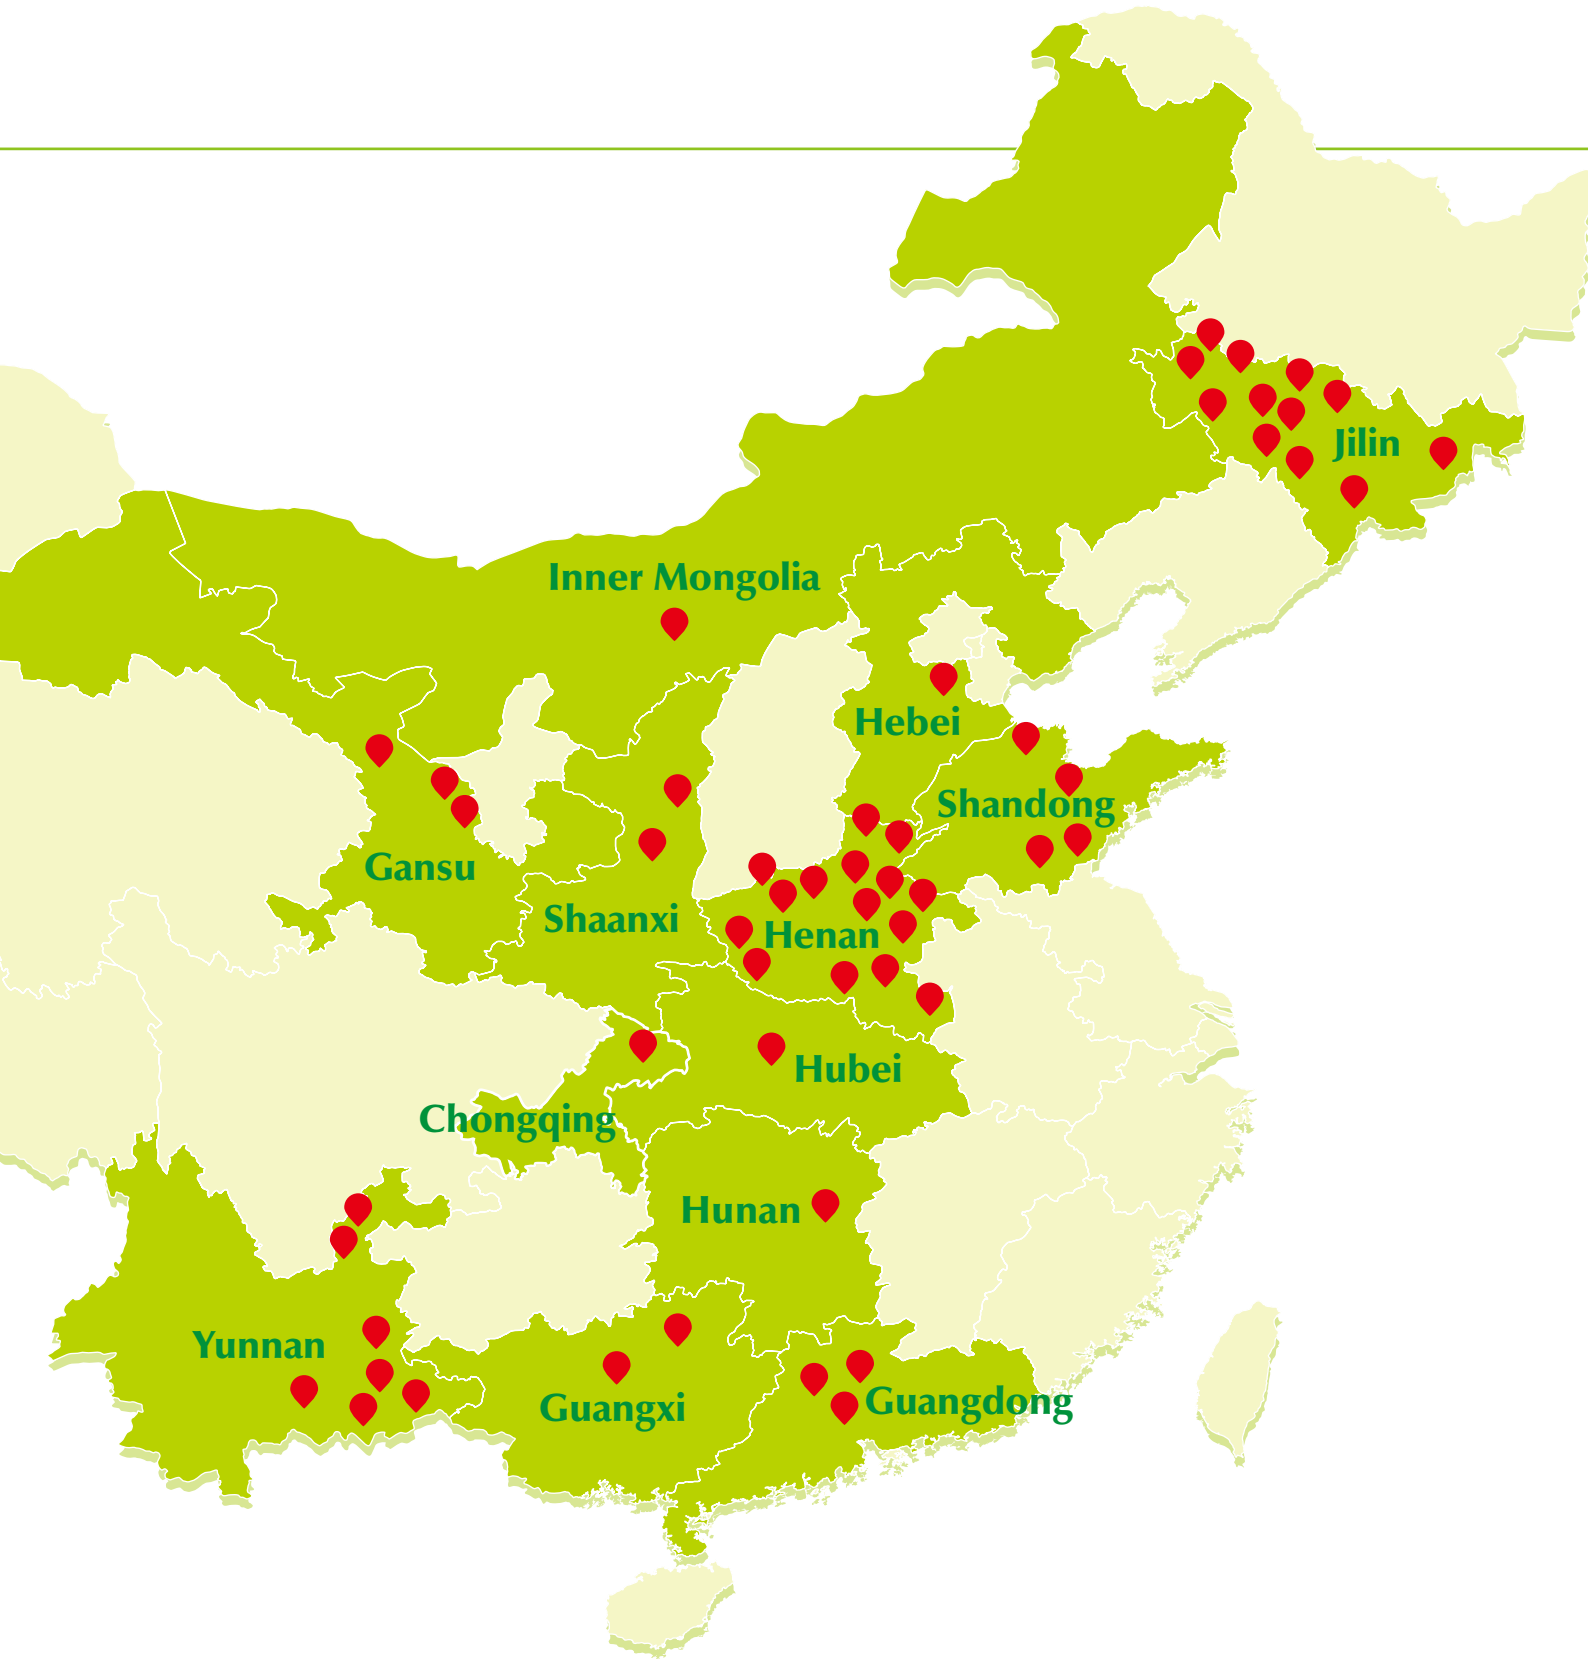 Jilin
Inner Mongolia
Hebei
Shandong
Gansu
Shaanxi
Henan
Hubei
Chongqing
Hunan
Yunnan
Guangxi
Guangdong